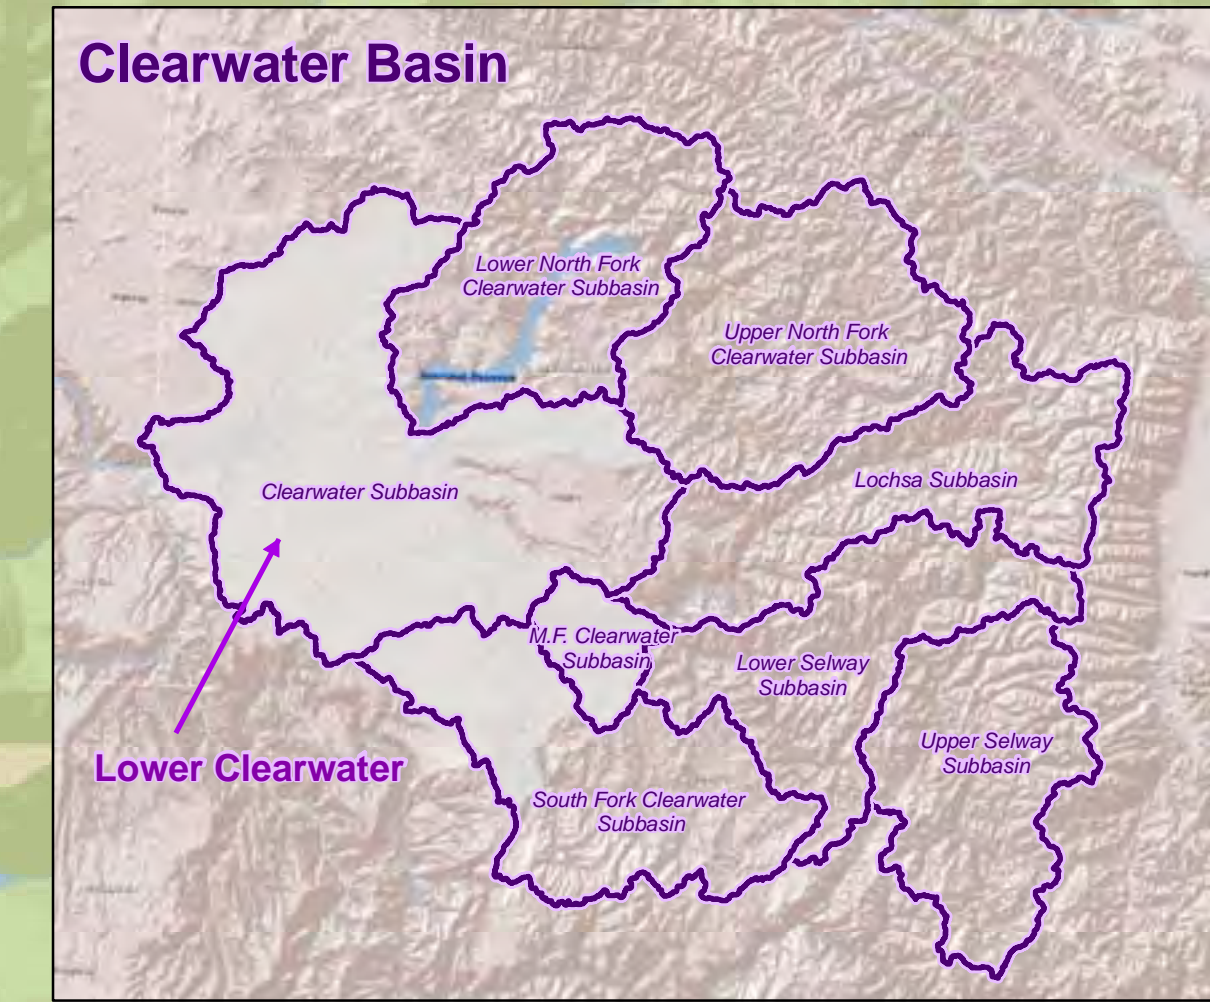 Clearwater Basin
Lower North Fork
Clearwater Subbasin
Upper North Fork
Clearwater Subbasin
Clearwater Subbasin
Lochsa Subbasin
M.F. Clearwater
Subbasin
Lower Selway
Subbasin
Upper Selway
Subbasin
Lower Clearwater
South Fork Clearwater
Subbasin